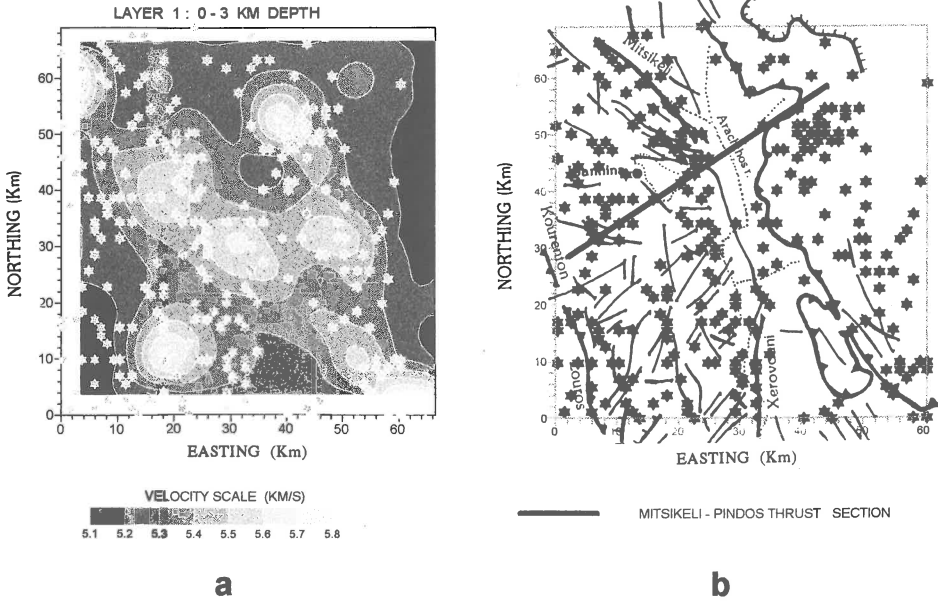 LAYER 1 : 0 - 3 KM DEPTH
NORTHING (Km)
60
50
40
30
20
10
0
0 10 20 30 40 50 60
EASTING (Km)
VELOCITY SCALE (KM/S)
5.1 5.2 5.3 5.4 5.5 5.6 5.7 5.8
a
NORTHING (Km)
60
50
40
30
20
10
0
0 10 20 30 40 50 60
EASTING (Km)
Mitsikeli
Kourenton
Xerovouni
MITSIKELI - PINDOS THRUST SECTION
b